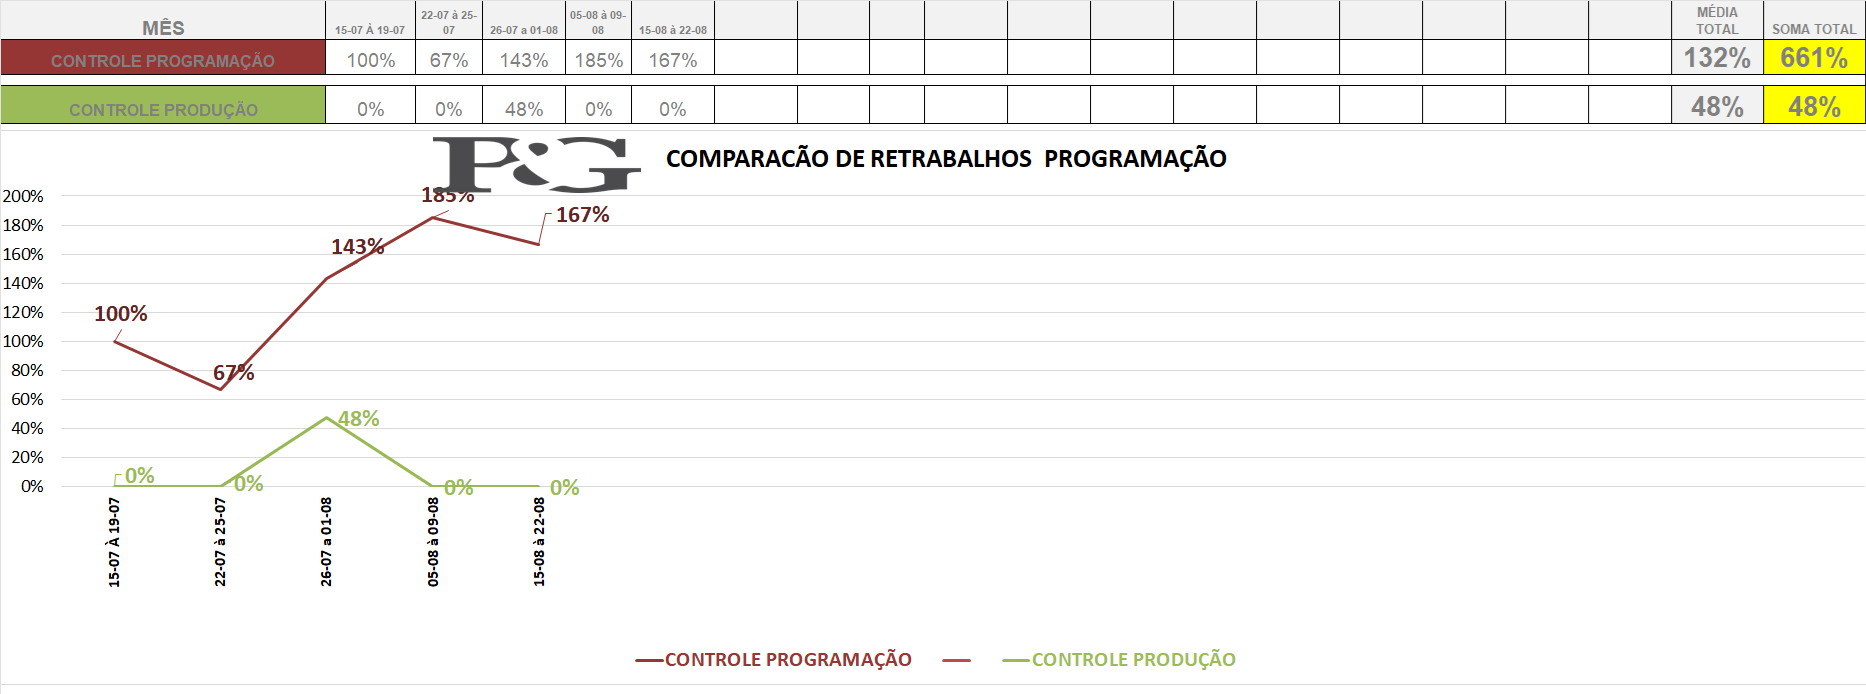 MÊS
15-07 À 19-07
22-07 à 25-
07
26-07 a 01-08
05-08 à 09-
08
15-08 à 22-08
MÉDIA
TOTAL
SOMA TOTAL
CONTROLE PROGRAMAÇÃO 100% 67% 143% 185% 167% 132% 661%
CONTROLE PRODUÇÃO 0% 0% 48% 0% 0% 48% 48%
P&G
COMPARACÃO DE RETRABALHOS PROGRAMAÇÃO
200%
180%
160%
140%
120%
100%
80%
60%
40%
20%
0%
100%
67%
143%
185%
167%
0%
0%
48%
0%
0%
15-07 À 19-07
22-07 à 25-07
26-07 a 01-08
05-08 à 09-08
15-08 à 22-08
CONTROLE PROGRAMAÇÃO
CONTROLE PRODUÇÃO